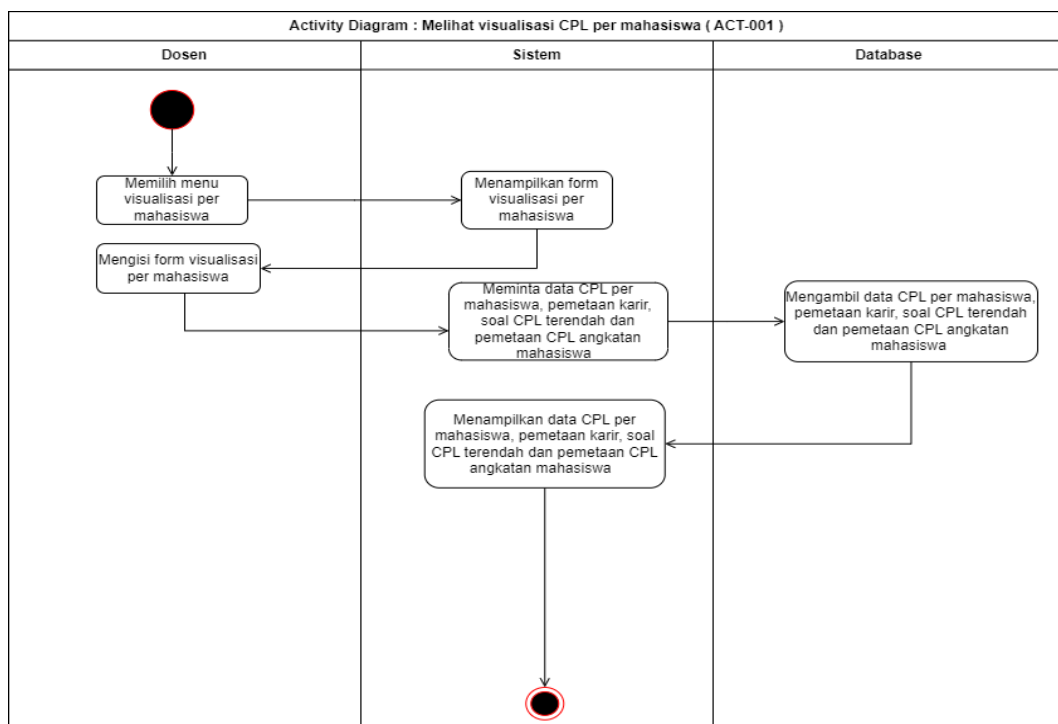 Activity Diagram : Melihat visualisasi CPL per mahasiswa ( ACT-001 )
Dosen
Sistem
Database
Memilih menu
visualisasi per
mahasiswa
Menampilkan form
visualisasi per
mahasiswa
Mengisi form visualisasi
per mahasiswa
Meminta data CPL per
mahasiswa, pemetaan karir,
soal CPL terendah dan
pemetaan CPL angkatan
mahasiswa
Mengambil data CPL per mahasiswa,
pemetaan karir, soal CPL terendah
dan pemetaan CPL angkatan
mahasiswa
Menampilkan data CPL per
mahasiswa, pemetaan karir, soal
CPL terendah dan pemetaan CPL
angkatan mahasiswa